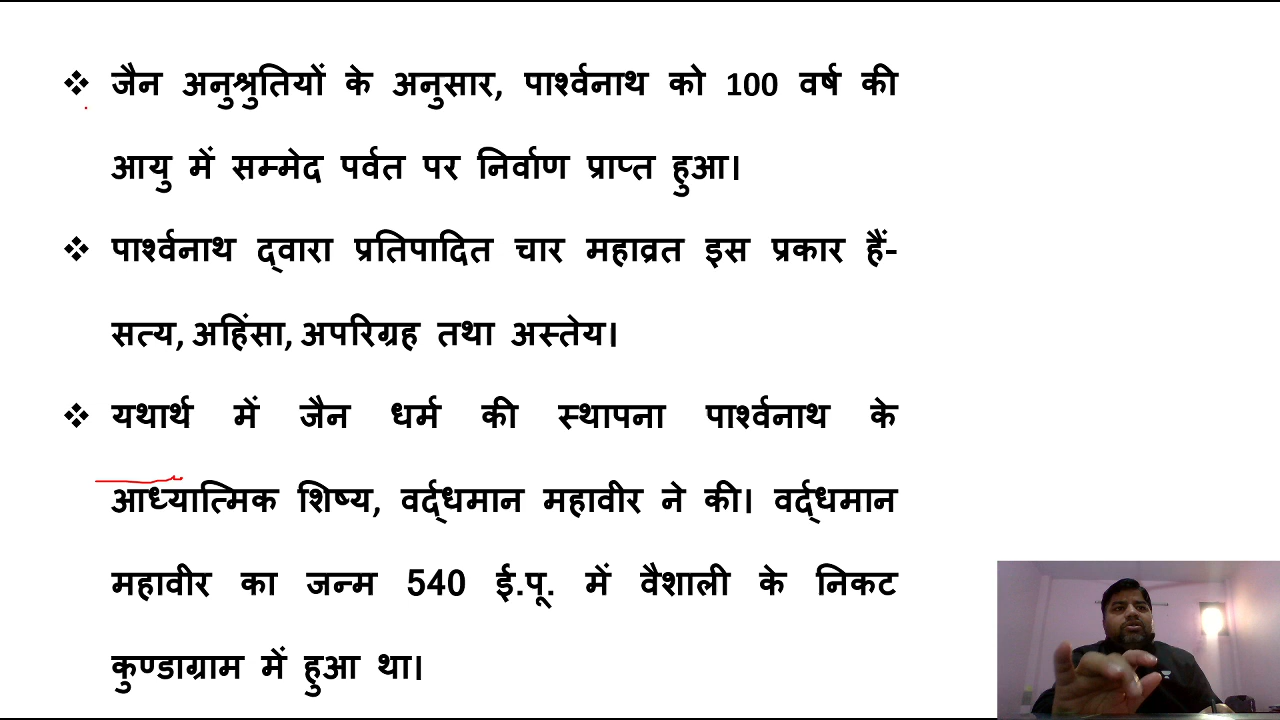 ❖ जैन अनुश्रुतियों के अनुसार, पार्श्वनाथ को 100 वर्ष की
आयु में सम्मेद पर्वत पर निर्वाण प्राप्त हुआ।
❖ पार्श्वनाथ द्वारा प्रतिपादित चार महाव्रत इस प्रकार हैं-
सत्य, अहिंसा, अपरिग्रह तथा अस्तेय।
❖ यथार्थ में जैन धर्म की स्थापना पार्श्वनाथ के
आध्यात्मिक शिष्य, वर्द्धमान महावीर ने की। वर्द्धमान
महावीर का जन्म 540 ई.पू. में वैशाली के निकट
कुण्डाग्राम में हुआ था।